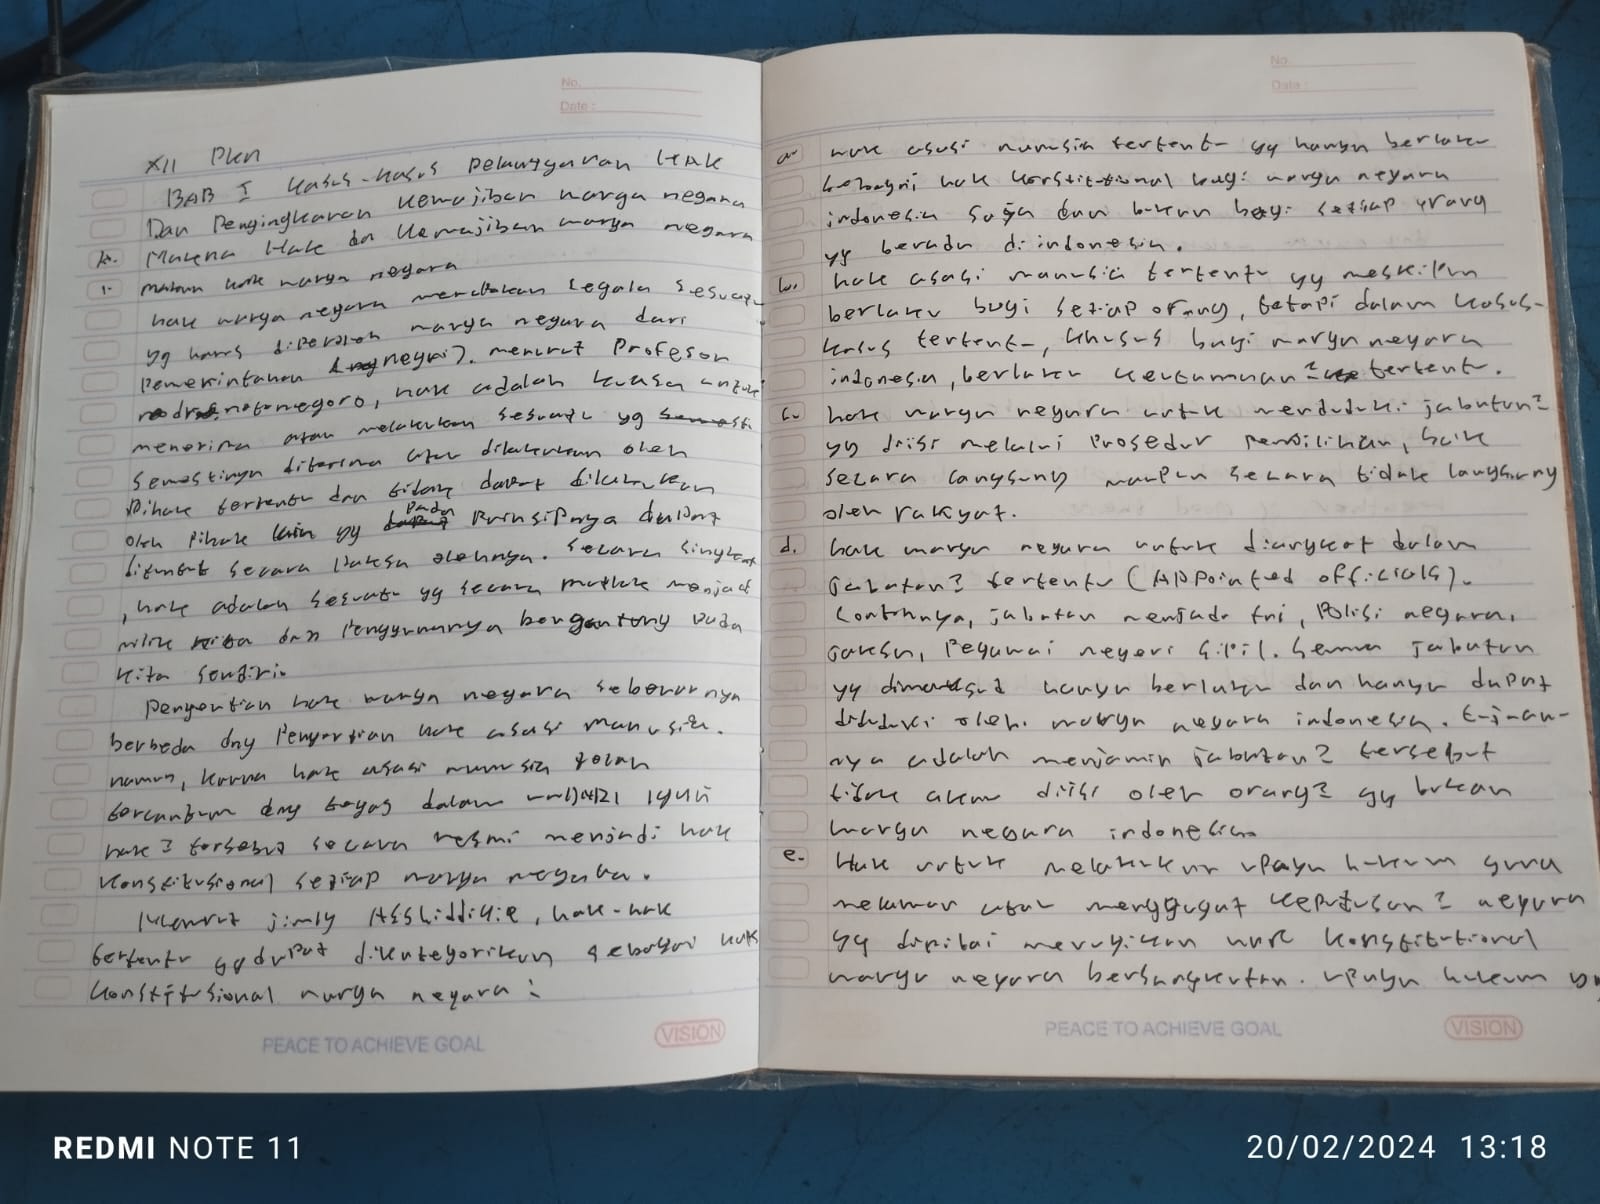 No.
Date :
XII PKn
BAB I Kasus-Kasus Pelanggaran Hak
Dan Pengingkaran Kewajiban warga negara
A. Makna Hak dan Kewajiban warga negara
1. makna hak warga negara
hak warga negara merupakan segala sesuatu
yg harus diperoleh warga negara dari
Pemerintahan (negri). menurut Profesor
notonegoro, hak adalah kuasa untuk
menerima atau melakukan sesuatu yg
semestinya diterima atau dilakukan oleh
Pihak tertentu dan tidak dapat dilakukan
oleh Pihak lain yg Pada Prinsipnya dapat
dituntut secara Paksa olehnya. secara singkat
, hak adalah sesuatu yg secara mutlak menjadi
milik kita dan Penggunanya bergantung Pada
kita sendiri.
Pengertian hak warga negara sebenarnya
berbeda dng Pengertian hak asasi manusia.
namun, karna hak asasi manusia telah
tercantum dng tegas dalam UUD NRI 1945
hak2 tersebut secara resmi menjadi hak
Konstitusional setiap warga negara.
Menurut jimly Asshiddiqie, hak-hak
tertentu yg dapat dikategorikan sebagai hak
Konstitusional warga negara :
PEACE TO ACHIEVE GOAL
VISION
No.
Date :
a. hak asasi manusia tertentu yg hanya berlaku
sebagai hak konstitutional bagi warga negara
indonesia saja dan bukan bagi setiap orang
yg berada di indonesia.
b. hak asasi manusia tertentu yg meskipun
berlaku bagi setiap orang, tetapi dalam kasus-
kasus tertentu, khusus bagi warga negara
indonesia, berlaku keutamaan2 tertentu.
c. hak warga negara untuk menduduki jabatan2
yg diisi melalui Prosedur Pemilihan, baik
secara langsung maupun secara tidak langsung
oleh rakyat.
d. hak warga negara untuk diangkat dalam
Jabatan2 tertentu (APPointed officials).
Contohnya, jabatan menjadi tni, Polisi negara,
Jaksa, Pegawai negeri Sipil. Semua jabatan
yg dimaksud hanya berlaku dan hanya dapat
diduduki oleh warga negara indonesia. tujuan-
nya adalah menjamin jabatan2 tersebut
tidak akan diisi oleh orang2 yg bukan
warga negara indonesia.
e. Hak untuk melakukan upaya hukum guna
melawan atau menggugat keputusan2 negara
yg dinilai merugikan hak konstitutional
warga negara bersangkutan. upaya hukum yg
PEACE TO ACHIEVE GOAL
VISION
REDMI NOTE 11
20/02/2024 13:18